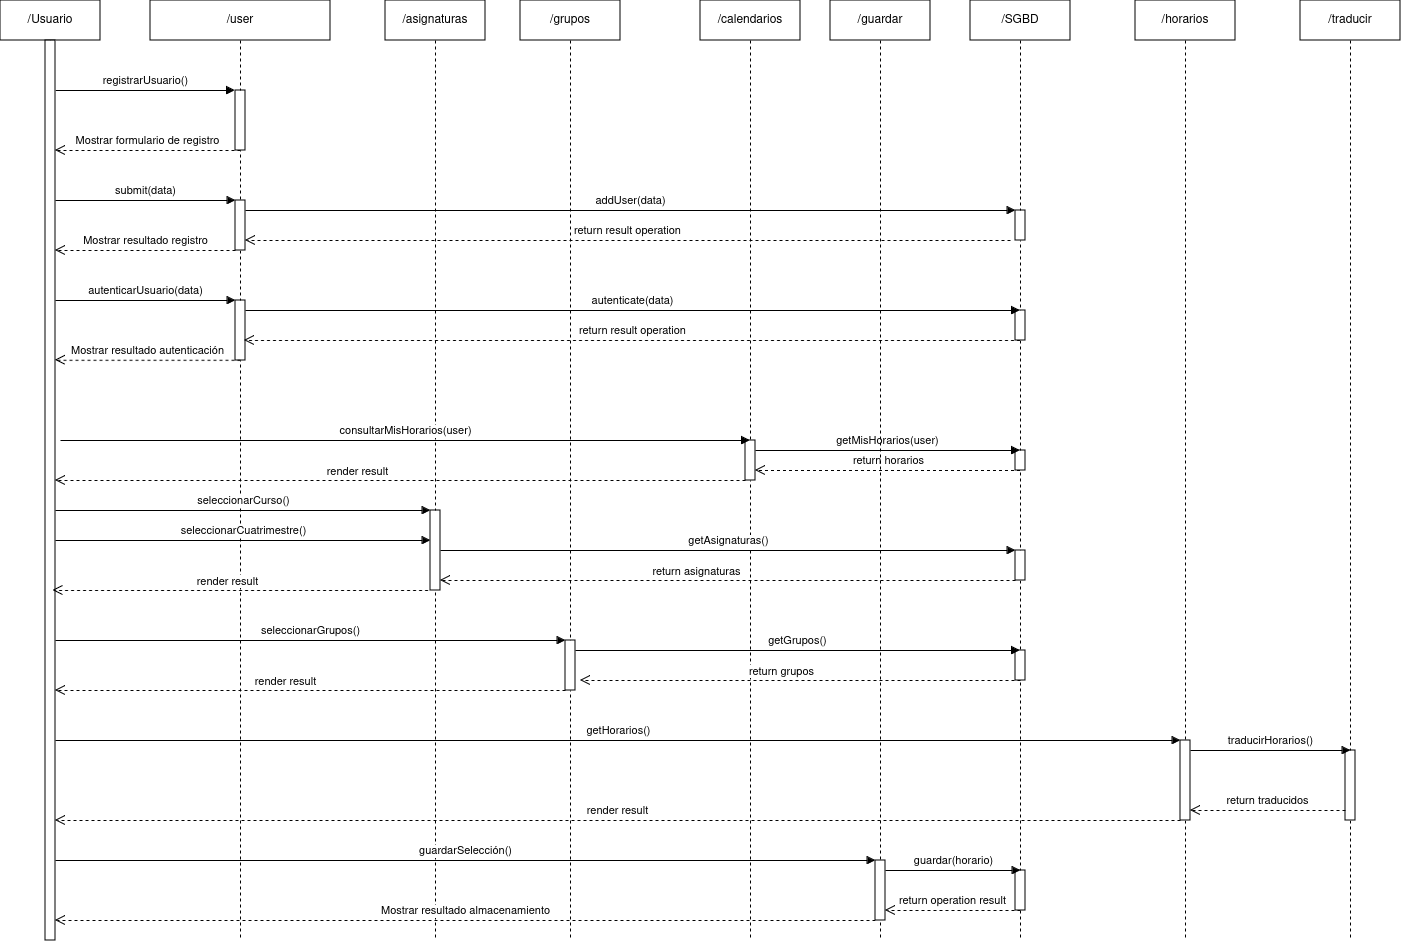 /Usuario
/user
/asignaturas
/grupos
/calendarios
/guardar
/SGBD
/horarios
/traducir
registrarUsuario()
Mostrar formulario de registro
submit(data)
addUser(data)
return result operation
Mostrar resultado registro
autenticarUsuario(data)
autenticate(data)
return result operation
Mostrar resultado autenticación
consultarMisHorarios(user)
getMisHorarios(user)
return horarios
render result
seleccionarCurso()
seleccionarCuatrimestre()
getAsignaturas()
return asignaturas
render result
seleccionarGrupos()
getGrupos()
return grupos
render result
getHorarios()
traducirHorarios()
return traducidos
render result
guardarSelección()
guardar(horario)
return operation result
Mostrar resultado almacenamiento